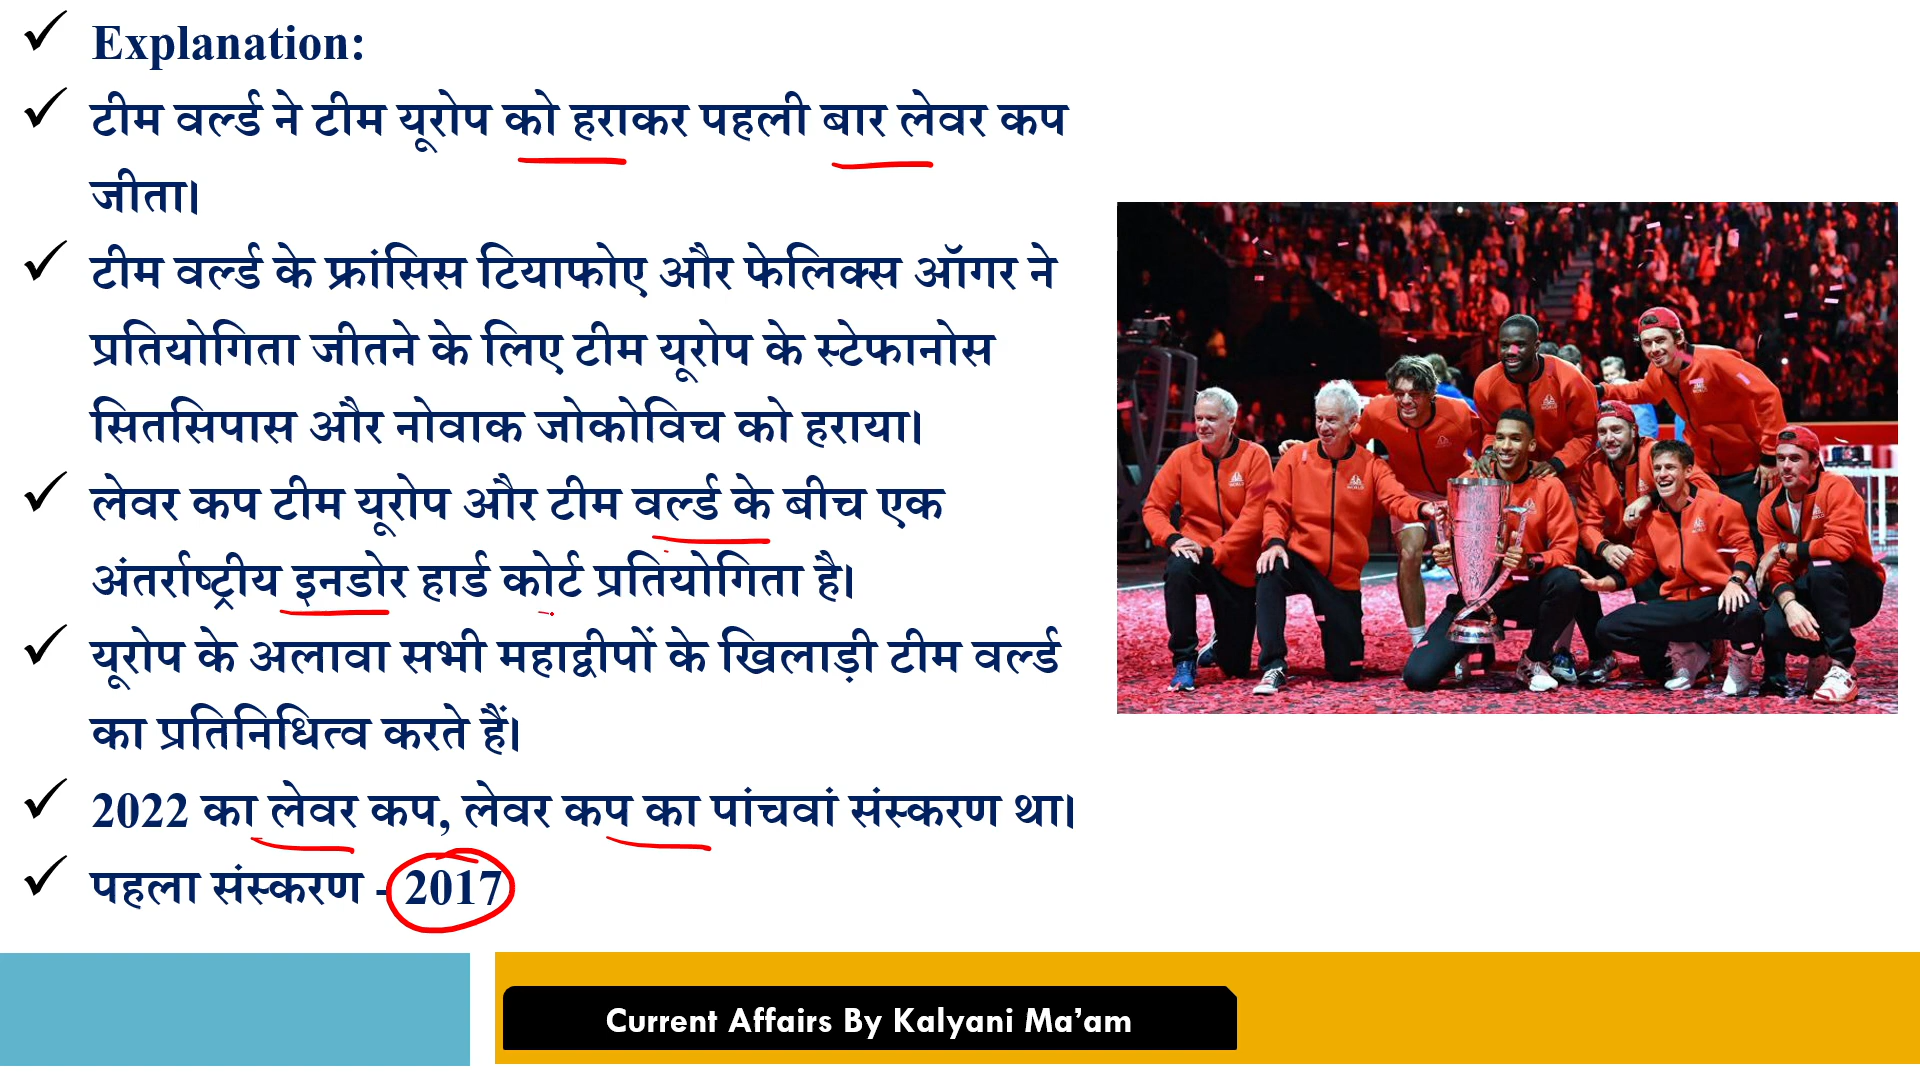 Explanation:
टीम वर्ल्ड ने टीम यूरोप को हराकर पहली बार लेवर कप
जीता।
टीम वर्ल्ड के फ्रांसिस टियाफोए और फेलिक्स ऑगर ने
प्रतियोगिता जीतने के लिए टीम यूरोप के स्टेफानोस
सितसिपास और नोवाक जोकोविच को हराया।
लेवर कप टीम यूरोप और टीम वर्ल्ड के बीच एक
अंतर्राष्ट्रीय इनडोर हार्ड कोर्ट प्रतियोगिता है।
यूरोप के अलावा सभी महाद्वीपों के खिलाड़ी टीम वर्ल्ड
का प्रतिनिधित्व करते हैं।
2022 का लेवर कप, लेवर कप का पांचवां संस्करण था।
पहला संस्करण - 2017
Current Affairs By Kalyani Ma’am